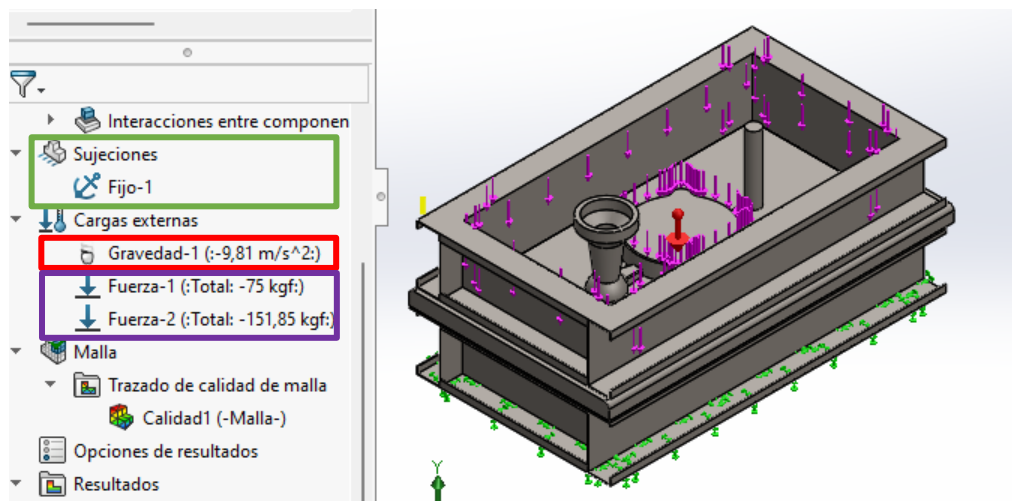 Interacciones entre componen
Sujeciones
Fijo-1
Cargas externas
Gravedad-1 (:-9,81 m/s^2:)
Fuerza-1 (:Total: -75 kgf:)
Fuerza-2 (:Total: -151,85 kgf:)
Malla
Trazado de calidad de malla
Calidad1 (-Malla-)
Opciones de resultados
Resultados
Y